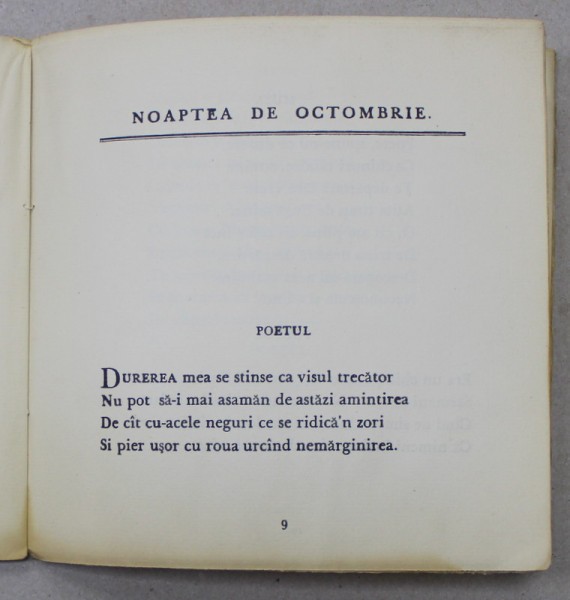 NOAPTEA DE OCTOMBRIE.
POETUL
DUREREA mea se stinse ca visul trecător
Nu pot să-i mai asamăn de astăzi amintirea
De cît cu-acele neguri ce se ridică'n zori
Si pier uşor cu roua urcînd nemărginirea.
9